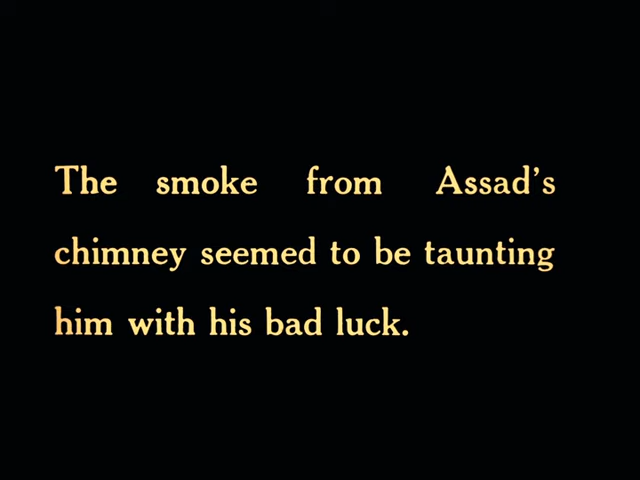 The smoke from Assad's
chimney seemed to be taunting
him with his bad luck.